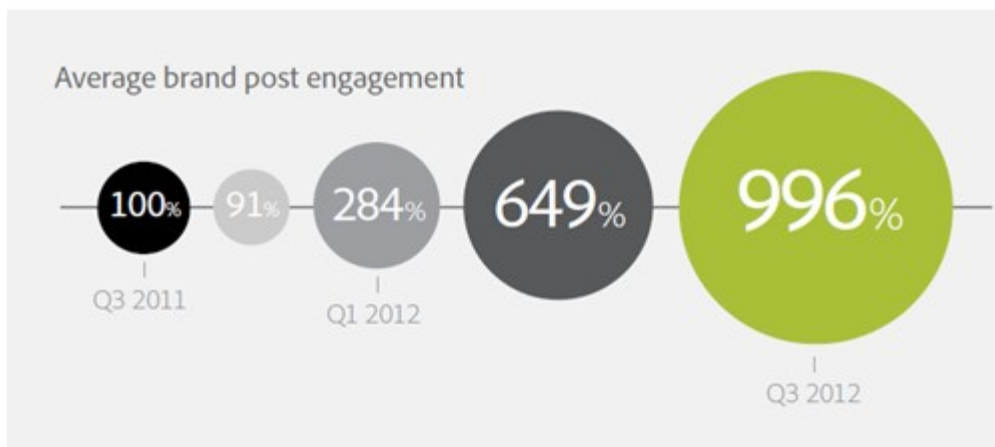 Average brand post engagement
100% 91% 284% 649% 996%
Q3 2011
Q1 2012
Q3 2012